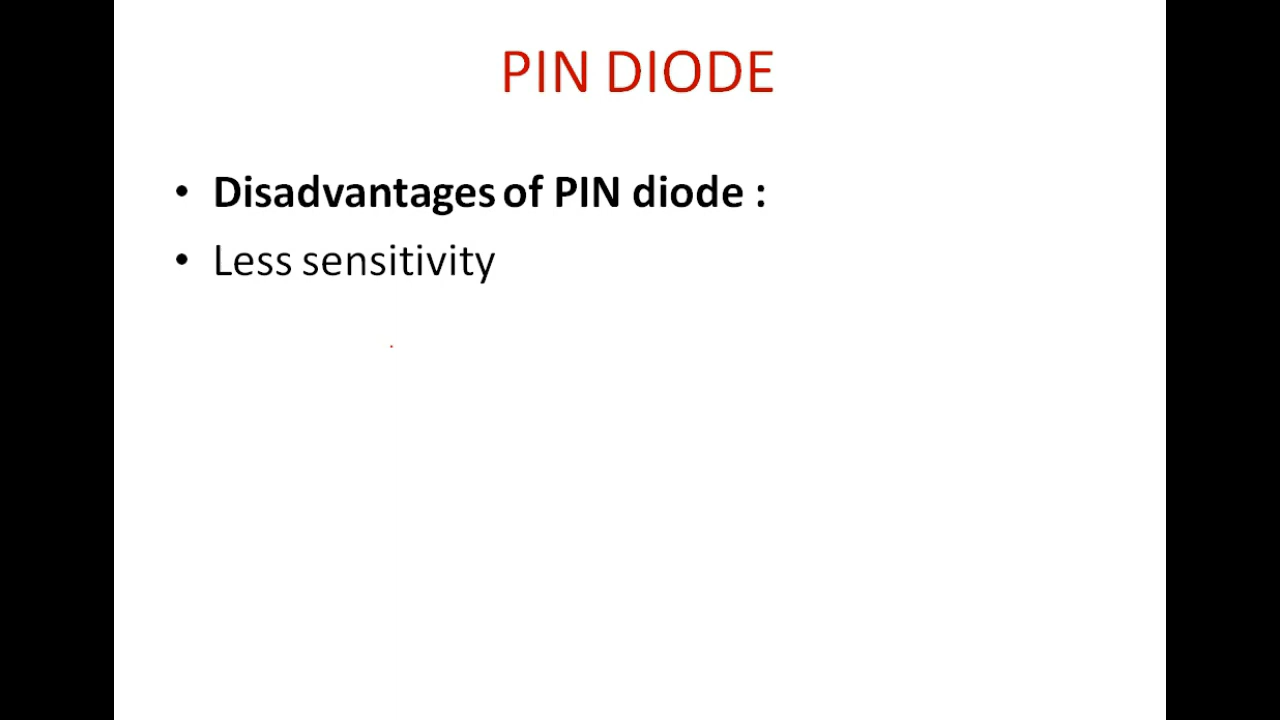 PIN DIODE
• Disadvantages of PIN diode :
• Less sensitivity